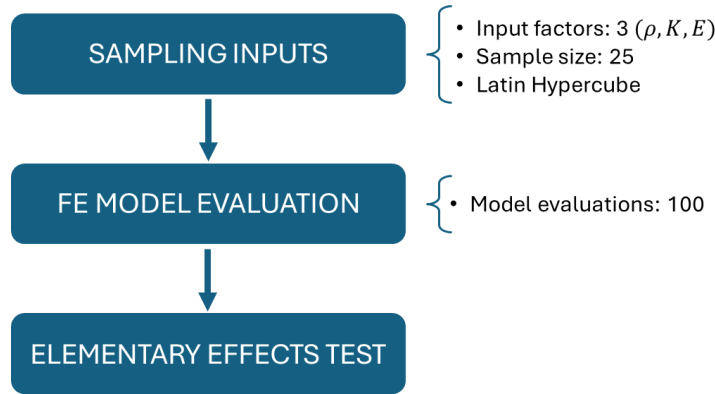 SAMPLING INPUTS
• Input factors: 3 (𝜌, 𝐾, 𝐸)
• Sample size: 25
• Latin Hypercube
FE MODEL EVALUATION
• Model evaluations: 100
ELEMENTARY EFFECTS TEST